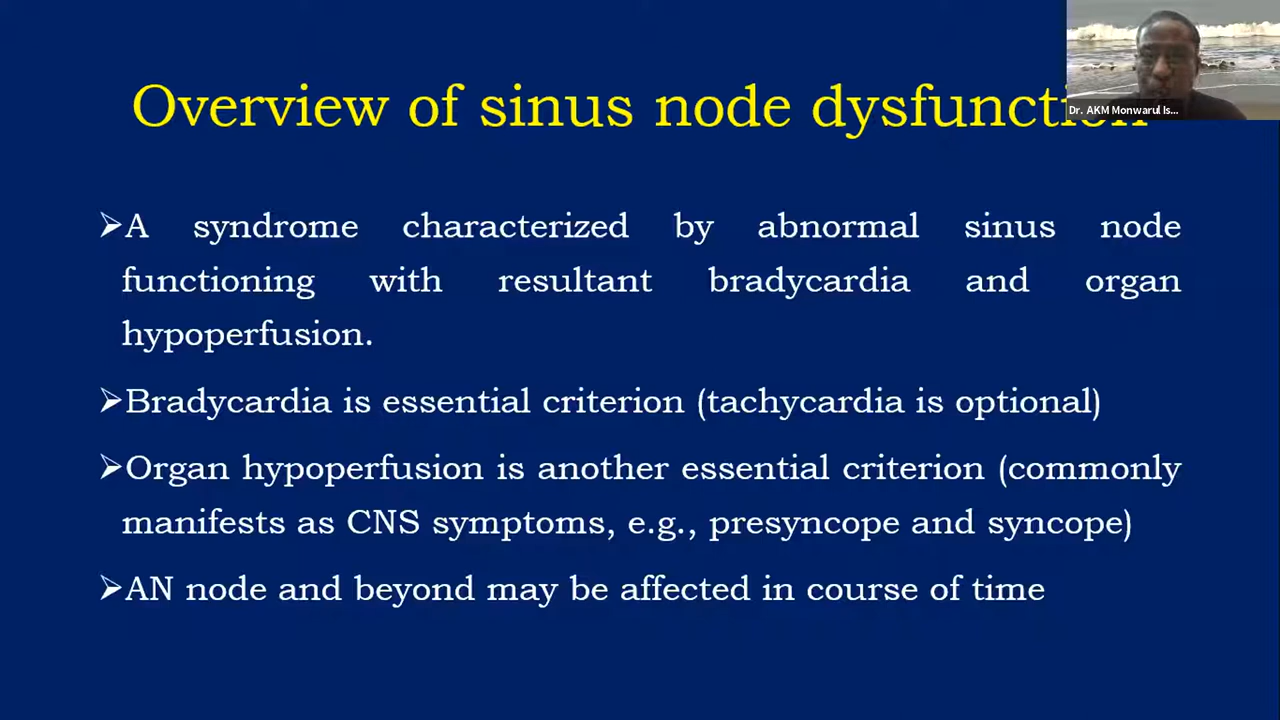 Overview of sinus node dysfunction
Dr. AKM Monwarul Is...
➢A syndrome characterized by abnormal sinus node
functioning with resultant bradycardia and organ
hypoperfusion.
➢Bradycardia is essential criterion (tachycardia is optional)
➢Organ hypoperfusion is another essential criterion (commonly
manifests as CNS symptoms, e.g., presyncope and syncope)
➢AN node and beyond may be affected in course of time